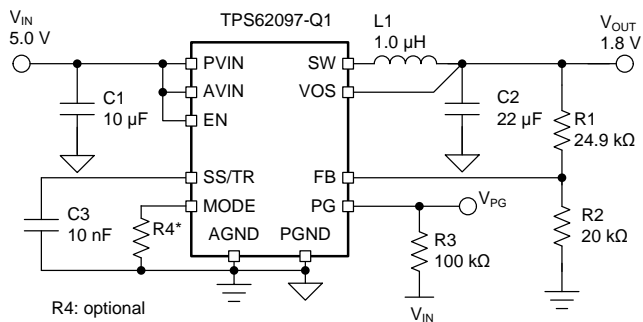 TPS62097-Q1
VIN
5.0 V
L1
1.0 µH
VOUT
1.8 V
PVIN
SW
AVIN
VOS
EN
C1
10 µF
C2
22 µF
R1
24.9 kΩ
SS/TR
FB
MODE
PG
VPG
C3
10 nF
R4*
AGND
PGND
R3
100 kΩ
R2
20 kΩ
R4: optional
VIN